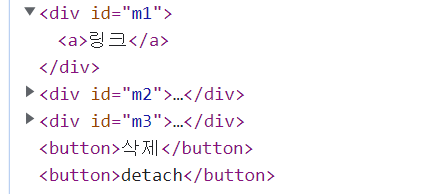 <div id="m1">
<a>링크</a>
</div>
<div id="m2">…</div>
<div id="m3">…</div>
<button>삭제</button>
<button>detach</button>